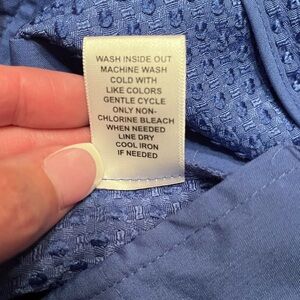 WASH INSIDE OUT
MACHINE WASH
COLD WITH
LIKE COLORS
GENTLE CYCLE
ONLY NON-
CHLORINE BLEACH
WHEN NEEDED
LINE DRY
COOL IRON
IF NEEDED